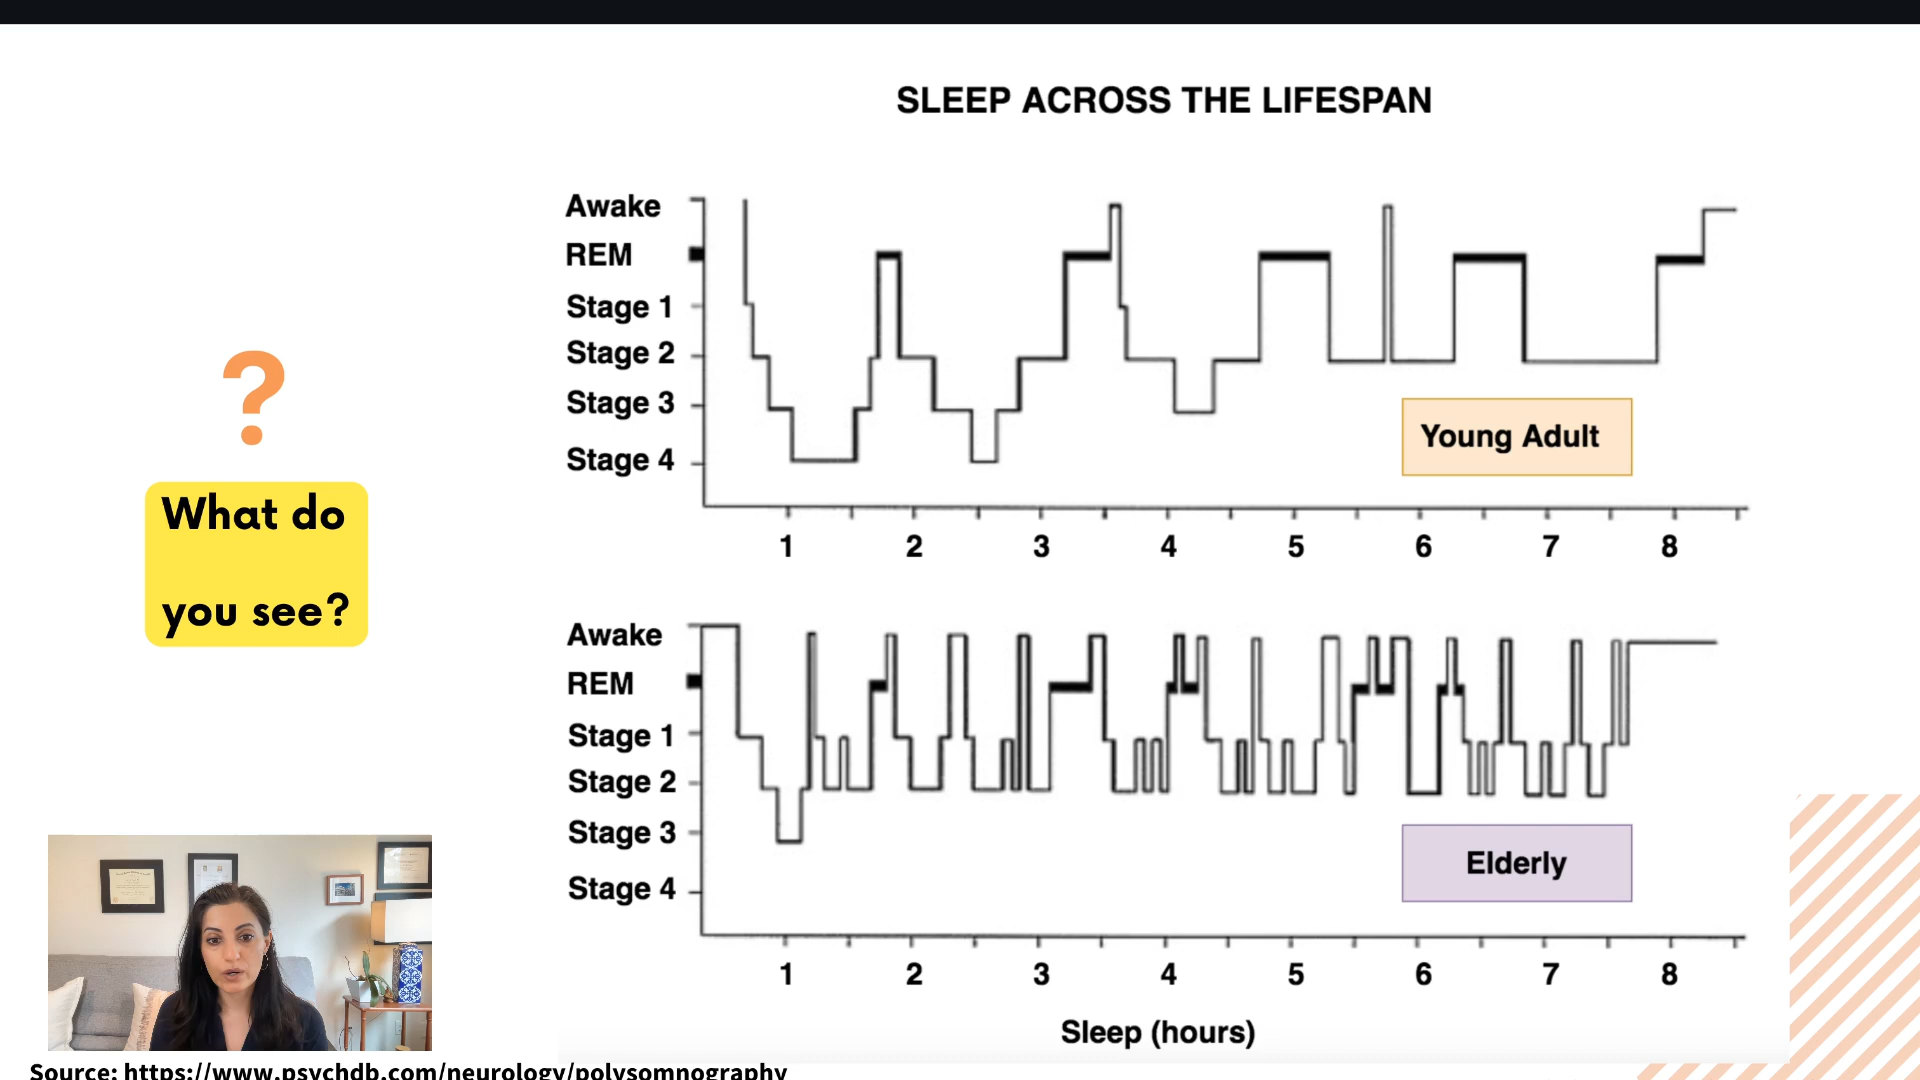 SLEEP ACROSS THE LIFESPAN
Awake
REM
Stage 1
Stage 2
Stage 3
Stage 4
Young Adult
1 2 3 4 5 6 7 8
?
What do
you see?
Awake
REM
Stage 1
Stage 2
Stage 3
Stage 4
Elderly
1 2 3 4 5 6 7 8
Sleep (hours)
Source: https://www.psychdb.com/neurology/polysomnography